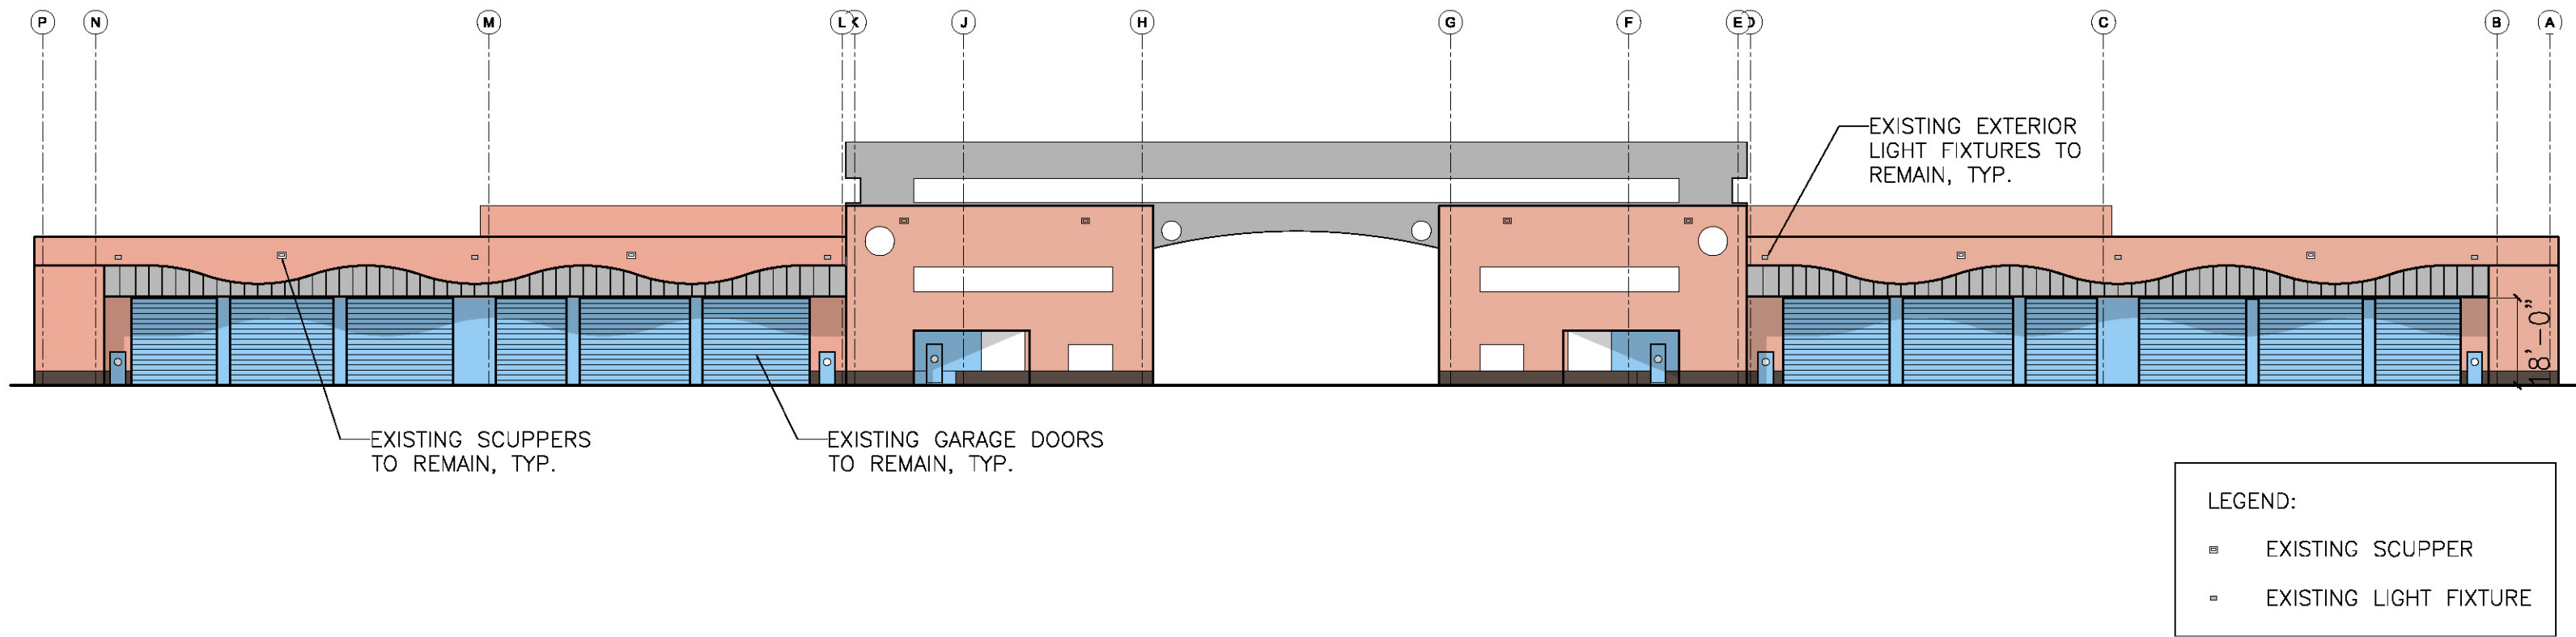 P N M L K J H G F E D C B A
EXISTING EXTERIOR
LIGHT FIXTURES TO
REMAIN, TYP.
18'-0"
EXISTING SCUPPERS
TO REMAIN, TYP.
EXISTING GARAGE DOORS
TO REMAIN, TYP.
LEGEND:
EXISTING SCUPPER
EXISTING LIGHT FIXTURE